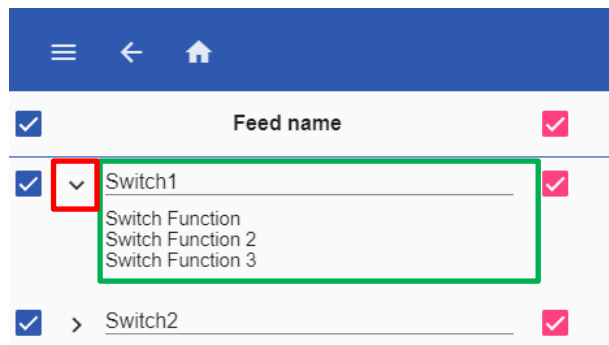 Feed name
Switch1
Switch Function
Switch Function 2
Switch Function 3
Switch2